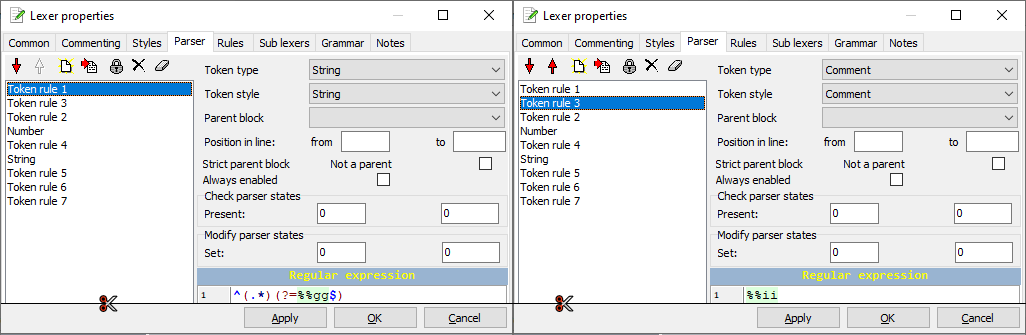 Lexer properties
Common Commenting Styles Parser Rules Sub lexers Grammar Notes
Token rule 1
Token rule 3
Token rule 2
Number
Token rule 4
String
Token rule 5
Token rule 6
Token rule 7
Token type String
Token style String
Parent block
Position in line: from to
Strict parent block Not a parent
Always enabled
Check parser states
Present: 0 0
Modify parser states
Set: 0 0
Regular expression
1 ^(.*)(?=%%gg$)
Apply OK Cancel
Lexer properties
Common Commenting Styles Parser Rules Sub lexers Grammar Notes
Token rule 1
Token rule 3
Token rule 2
Number
Token rule 4
String
Token rule 5
Token rule 6
Token rule 7
Token type Comment
Token style Comment
Parent block
Position in line: from to
Strict parent block Not a parent
Always enabled
Check parser states
Present: 0 0
Modify parser states
Set: 0 0
Regular expression
1 %%ii
Apply OK Cancel